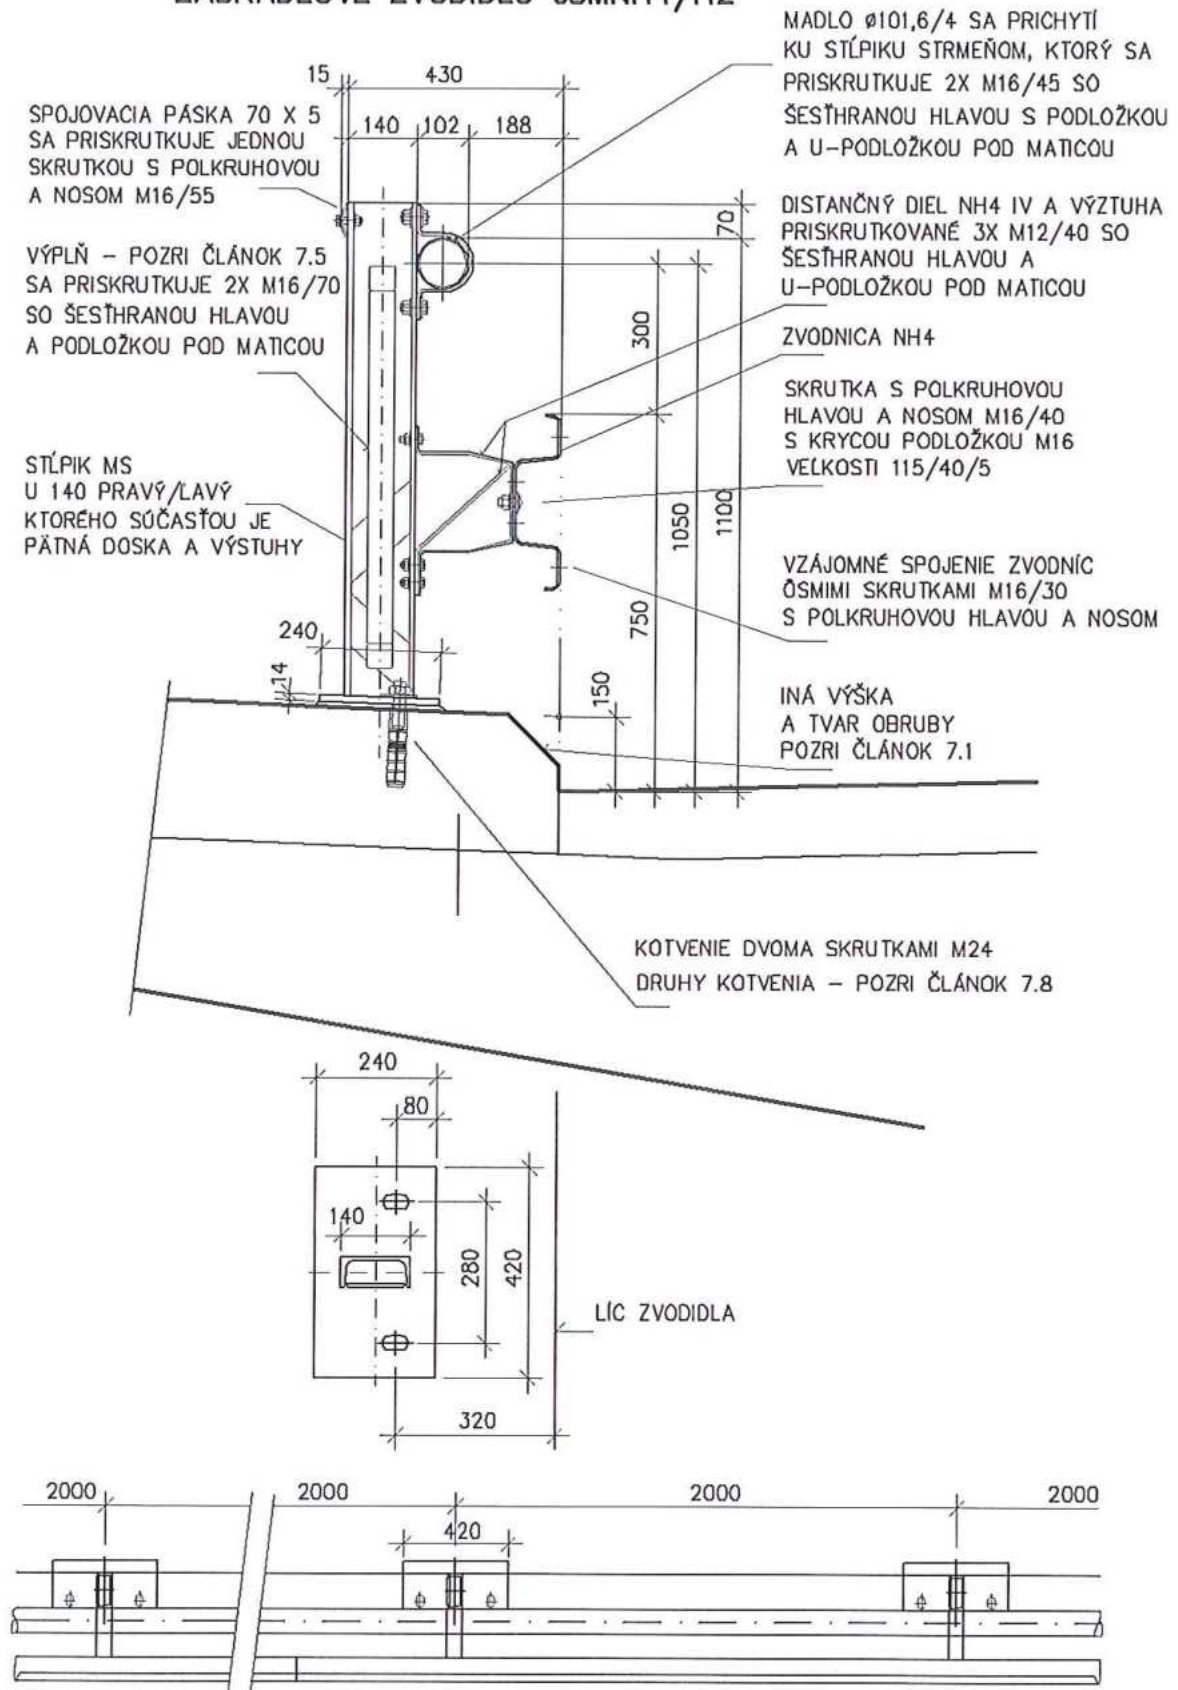 MADLO ø101,6/4 SA PRICHYTÍ
KU STĹPIKU STRMEŇOM, KTORÝ SA
PRISKRUTKUJE 2X M16/45 SO
ŠESŤHRANOU HLAVOU S PODLOŽKOU
A U-PODLOŽKOU POD MATICOU
15
430
140
102
188
SPOJOVACIA PÁSKA 70 X 5
SA PRISKRUTKUJE JEDNOU
SKRUTKOU S POLKRUHOVOU
A NOSOM M16/55
70
DISTANČNÝ DIEL NH4 IV A VÝZTUHA
PRISKRUTKOVANÉ 3X M12/40 SO
ŠESŤHRANOU HLAVOU A
U-PODLOŽKOU POD MATICOU
VÝPLŇ – POZRI ČLÁNOK 7.5
SA PRISKRUTKUJE 2X M16/70
SO ŠESŤHRANOU HLAVOU
A PODLOŽKOU POD MATICOU
300
ZVODNICA NH4
SKRUTKA S POLKRUHOVOU
HLAVOU A NOSOM M16/40
S KRYCOU PODLOŽKOU M16
VEĽKOSTI 115/40/5
STĹPIK MS
U 140 PRAVÝ/ĽAVÝ
KTORÉHO SÚČASŤOU JE
PÄTNÁ DOSKA A VÝSTUHY
1050
1100
VZÁJOMNÉ SPOJENIE ZVODNÍC
ÔSMIMI SKRUTKAMI M16/30
S POLKRUHOVOU HLAVOU A NOSOM
750
240
14
150
INÁ VÝŠKA
A TVAR OBRUBY
POZRI ČLÁNOK 7.1
KOTVENIE DVOMA SKRUTKAMI M24
DRUHY KOTVENIA – POZRI ČLÁNOK 7.8
240
80
140
280
420
LÍC ZVODIDLA
320
2000
2000
2000
2000
420